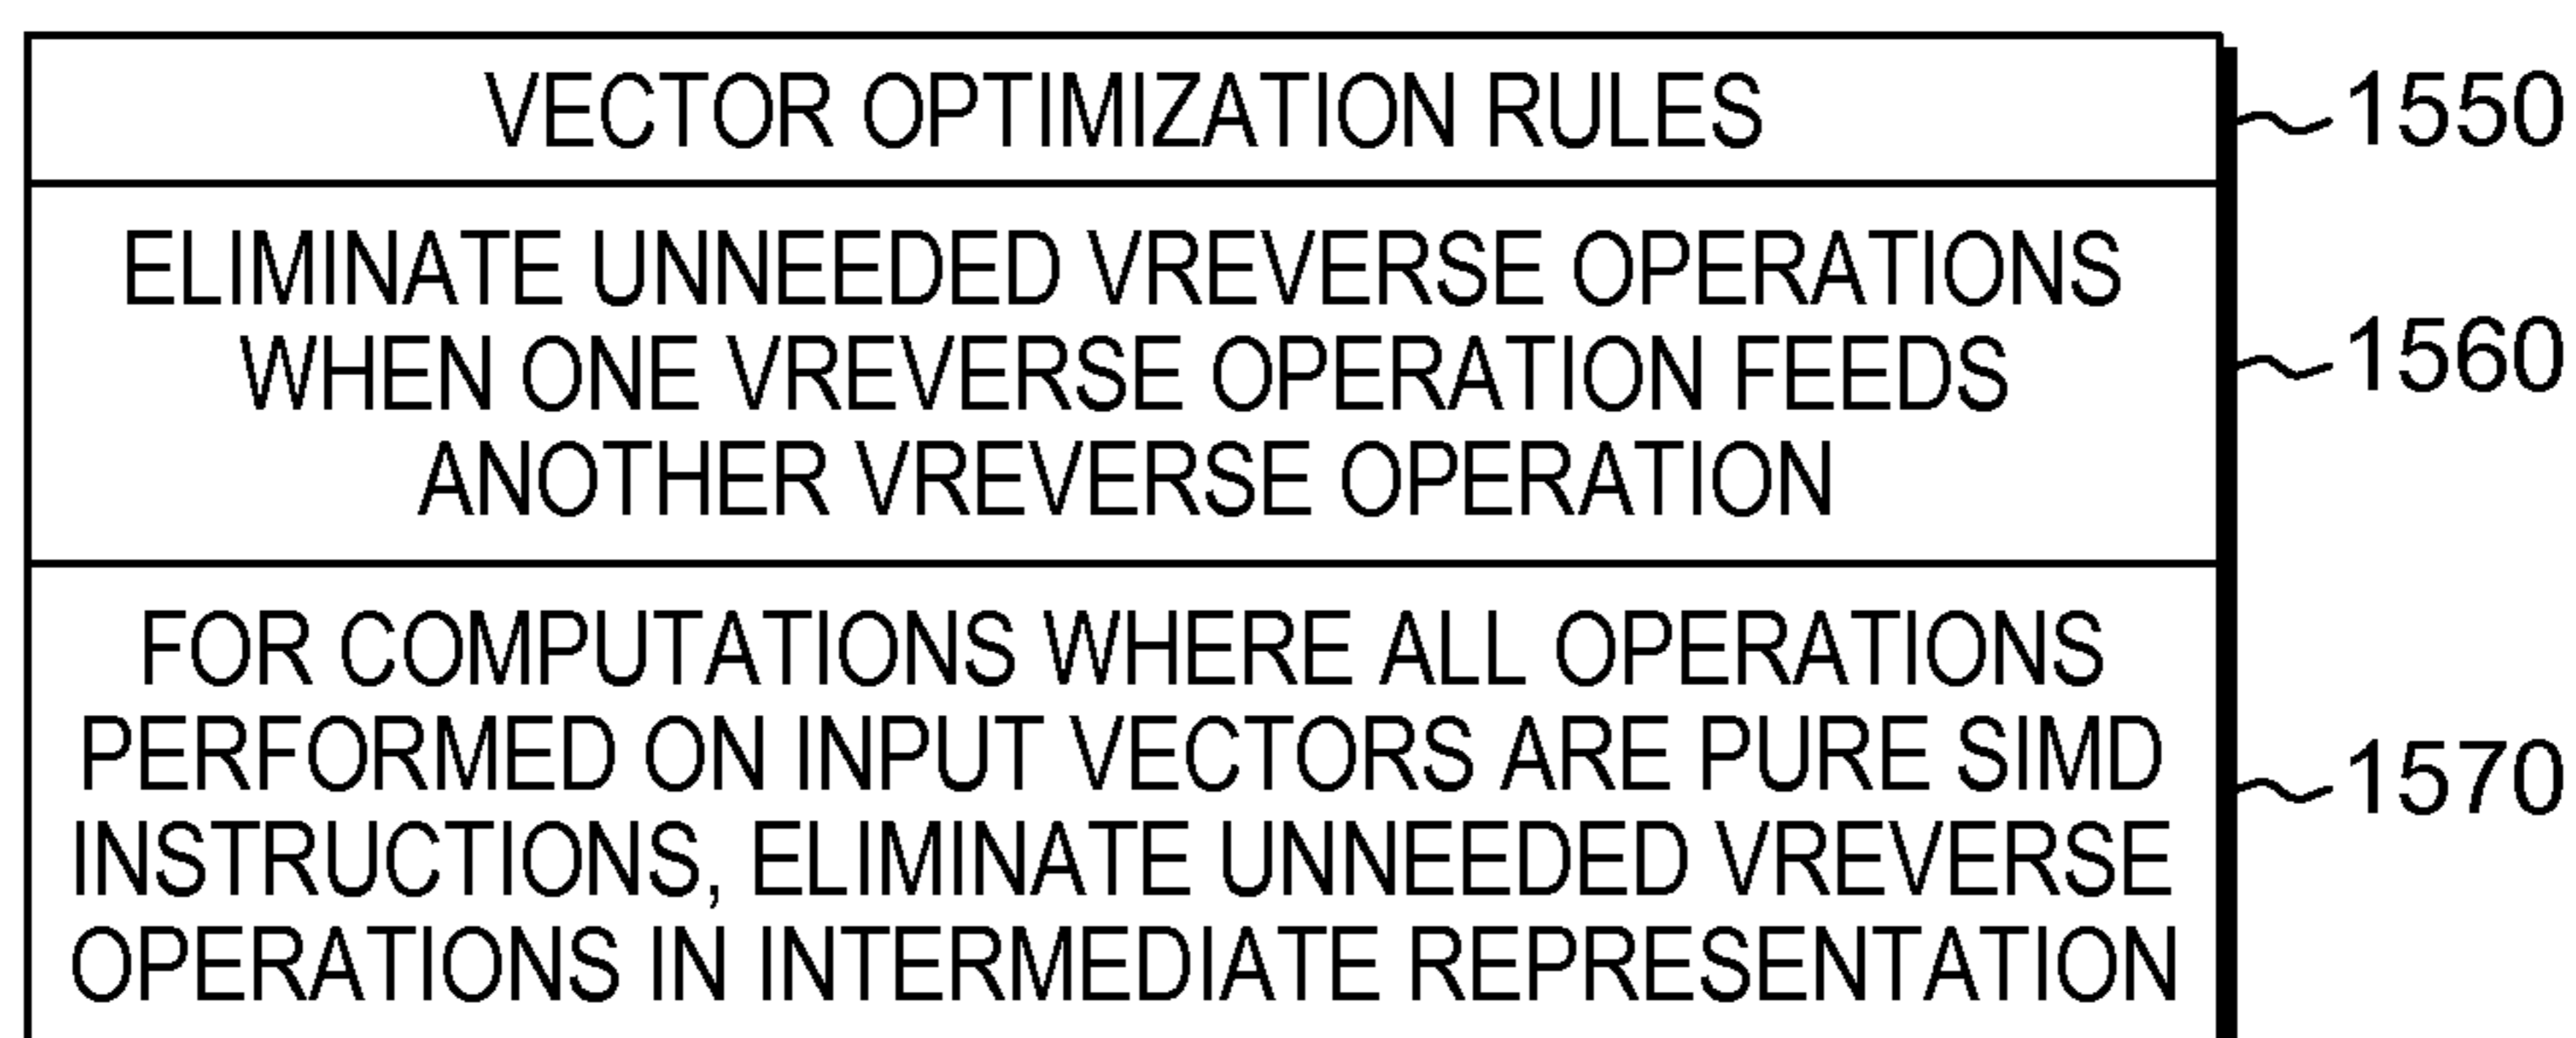 VECTOR OPTIMIZATION RULES
1550
ELIMINATE UNNEEDED VREVERSE OPERATIONS
WHEN ONE VREVERSE OPERATION FEEDS
ANOTHER VREVERSE OPERATION
1560
FOR COMPUTATIONS WHERE ALL OPERATIONS
PERFORMED ON INPUT VECTORS ARE PURE SIMD
INSTRUCTIONS, ELIMINATE UNNEEDED VREVERSE
OPERATIONS IN INTERMEDIATE REPRESENTATION
1570